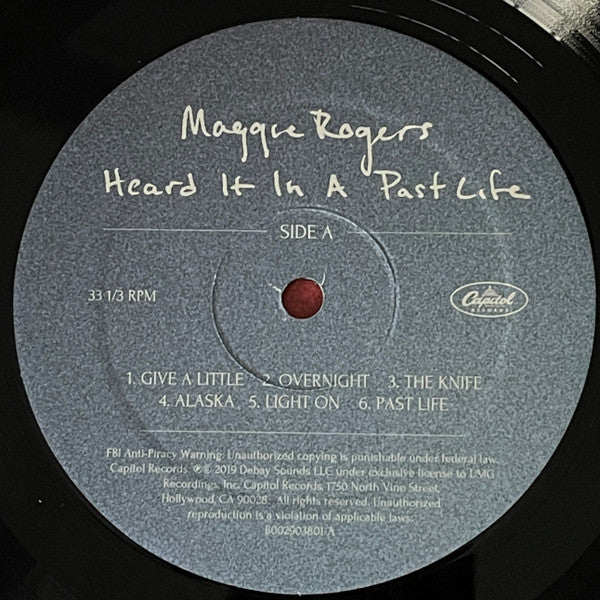 Maggie Rogers
Heard It In A Past Life
SIDE A
33 1/3 RPM
Capitol
RECORDS
1. GIVE A LITTLE 2. OVERNIGHT 3. THE KNIFE
4. ALASKA 5. LIGHT ON 6. PAST LIFE
FBI Anti-Piracy Warning: Unauthorized copying is punishable under federal law.
Capitol Records. ℗© 2019 Debay Sounds LLC under exclusive license to UMG
Recordings, Inc. Capitol Records, 1750 North Vine Street,
Hollywood, CA 90028 All rights reserved. Unauthorized
reproduction is a violation of applicable laws.
B002903801-A